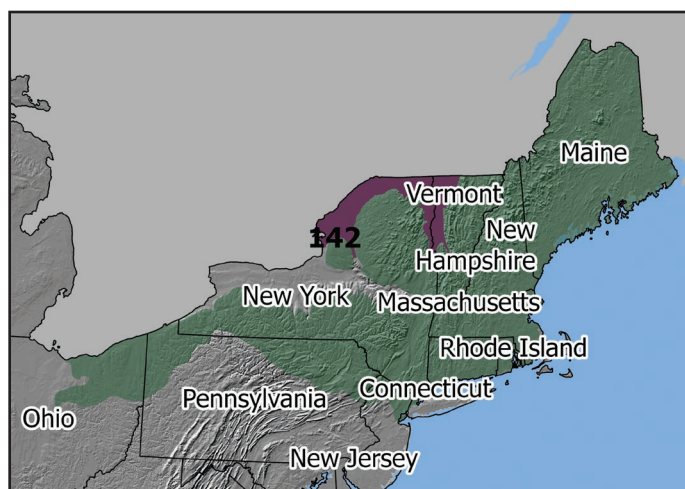 Maine
Vermont
142
New
Hampshire
New York
Massachusetts
Rhode Island
Connecticut
Pennsylvania
Ohio
New Jersey